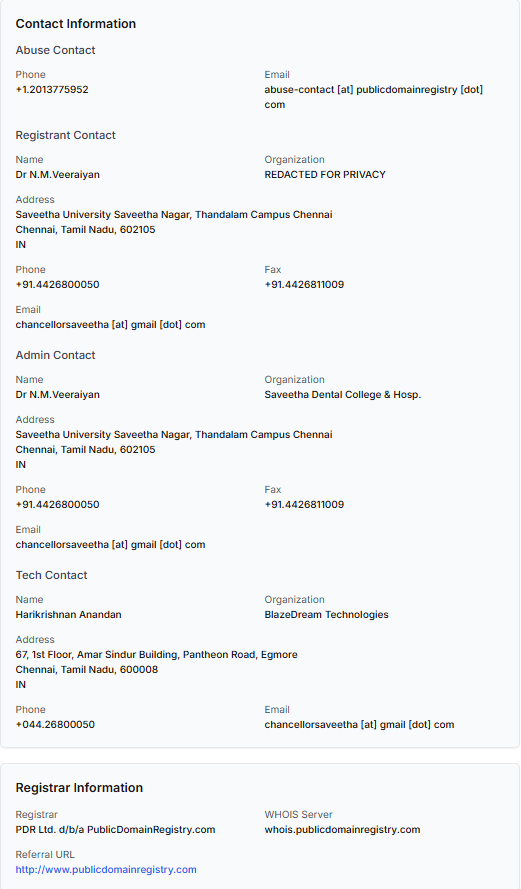 Contact Information
Abuse Contact
Phone
Email
+1.2013775952
abuse-contact [at] publicdomainregistry [dot]
com
Registrant Contact
Name
Organization
Dr N.M.Veeraiyan
REDACTED FOR PRIVACY
Address
Saveetha University Saveetha Nagar, Thandalam Campus Chennai
Chennai, Tamil Nadu, 602105
IN
Phone
Fax
+91.4426800050
+91.4426811009
Email
chancellorsaveetha [at] gmail [dot] com
Admin Contact
Name
Organization
Dr N.M.Veeraiyan
Saveetha Dental College & Hosp.
Address
Saveetha University Saveetha Nagar, Thandalam Campus Chennai
Chennai, Tamil Nadu, 602105
IN
Phone
Fax
+91.4426800050
+91.4426811009
Email
chancellorsaveetha [at] gmail [dot] com
Tech Contact
Name
Organization
Harikrishnan Anandan
BlazeDream Technologies
Address
67, 1st Floor, Amar Sindur Building, Pantheon Road, Egmore
Chennai, Tamil Nadu, 600008
IN
Phone
Email
+044.26800050
chancellorsaveetha [at] gmail [dot] com
Registrar Information
Registrar
WHOIS Server
PDR Ltd. d/b/a PublicDomainRegistry.com
whois.publicdomainregistry.com
Referral URL
http://www.publicdomainregistry.com